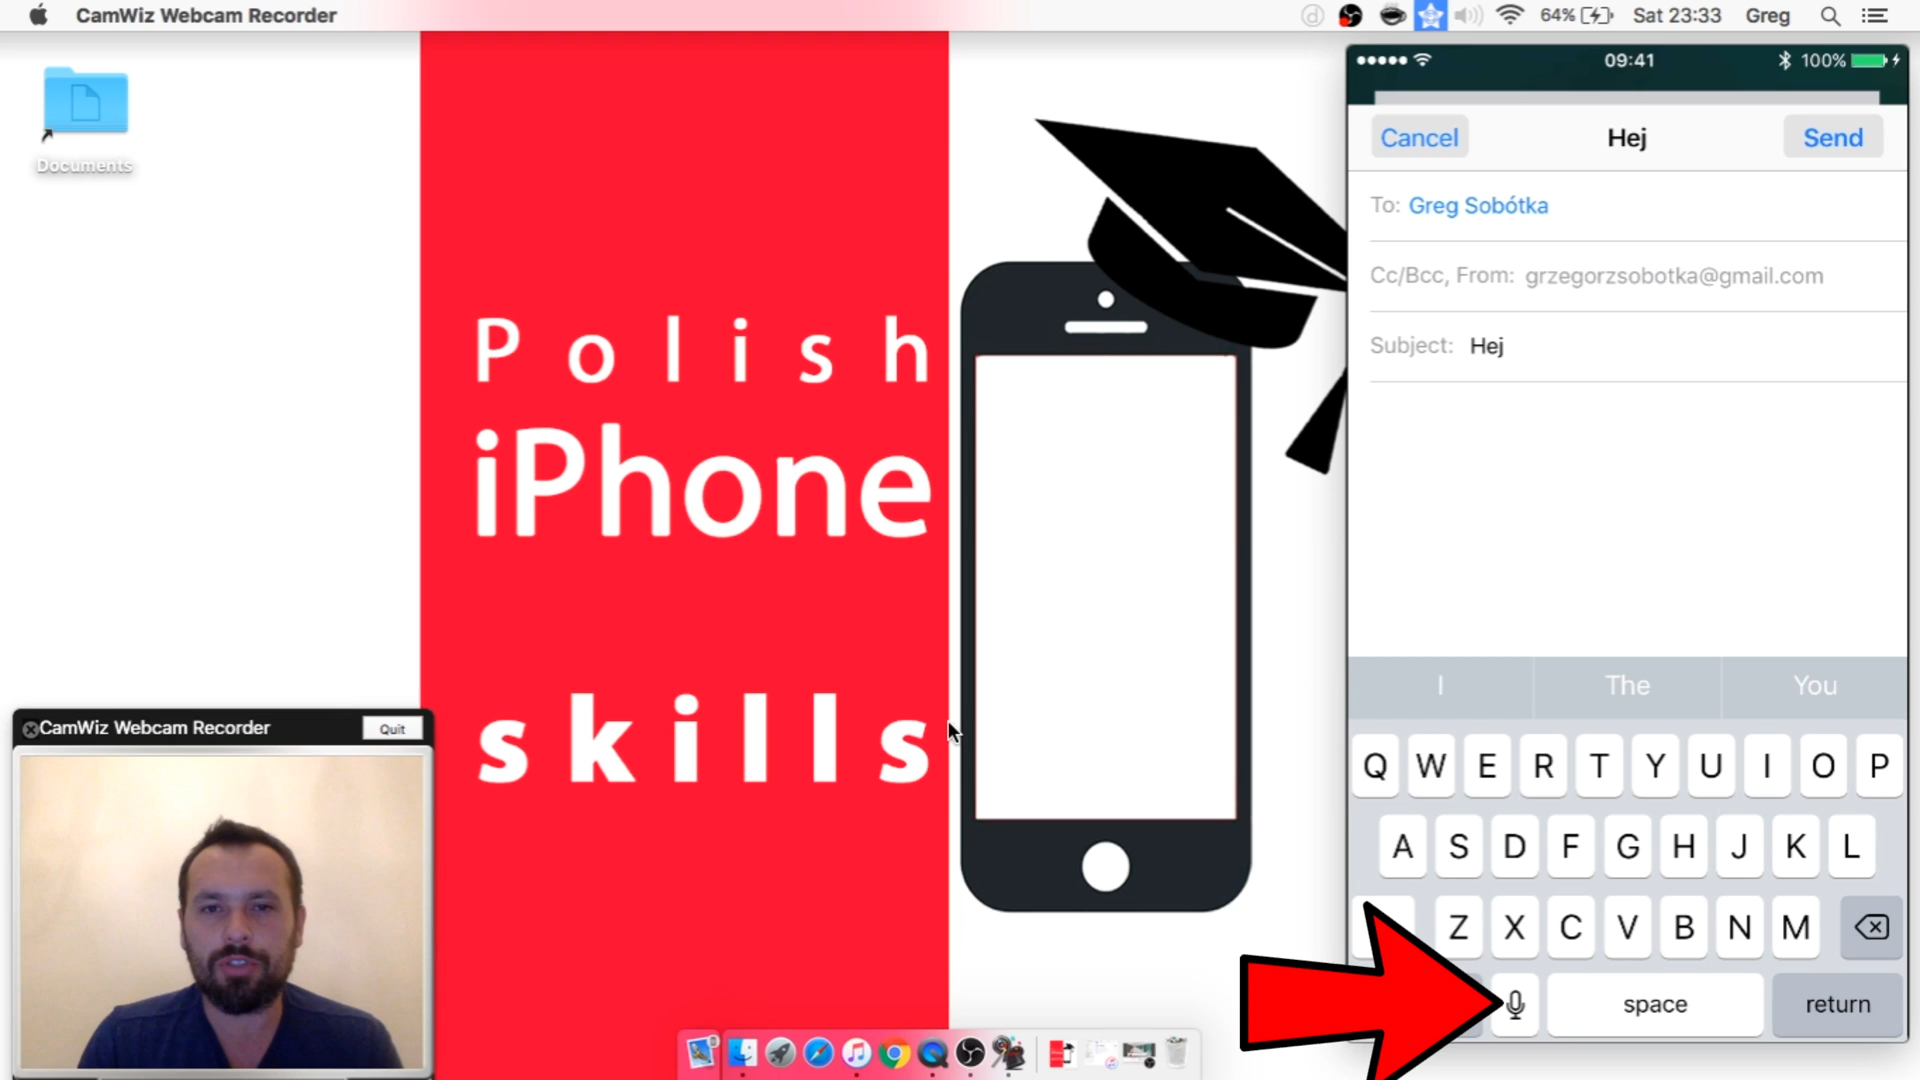 CamWiz Webcam Recorder
64%
Sat 23:33
Greg
Documents
Polish
iPhone
skills
CamWiz Webcam Recorder
Quit
09:41
100%
Cancel
Hej
Send
To: Greg Sobótka
Cc/Bcc, From: grzegorzsobotka@gmail.com
Subject: Hej
I The You
Q W E R T Y U I O P
A S D F G H J K L
Z X C V B N M
space return